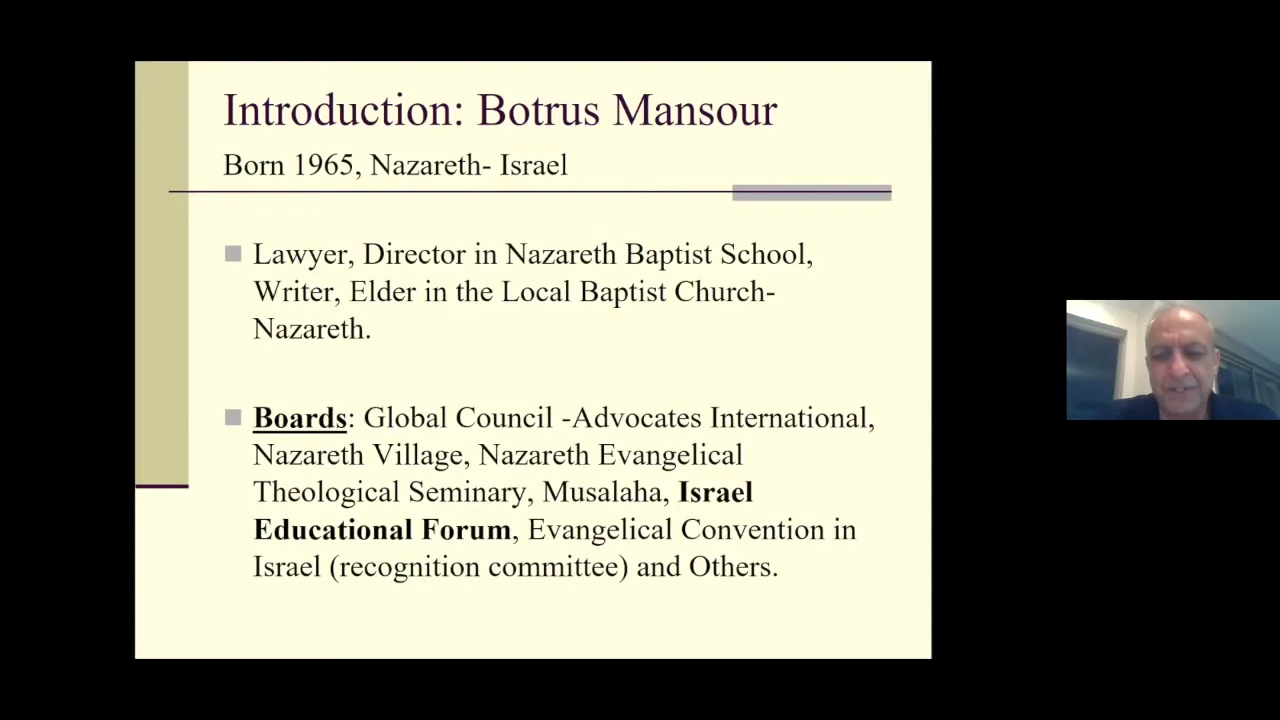 Introduction: Botrus Mansour
Born 1965, Nazareth- Israel
Lawyer, Director in Nazareth Baptist School,
Writer, Elder in the Local Baptist Church-
Nazareth.
Boards: Global Council -Advocates International,
Nazareth Village, Nazareth Evangelical
Theological Seminary, Musalaha, Israel
Educational Forum, Evangelical Convention in
Israel (recognition committee) and Others.